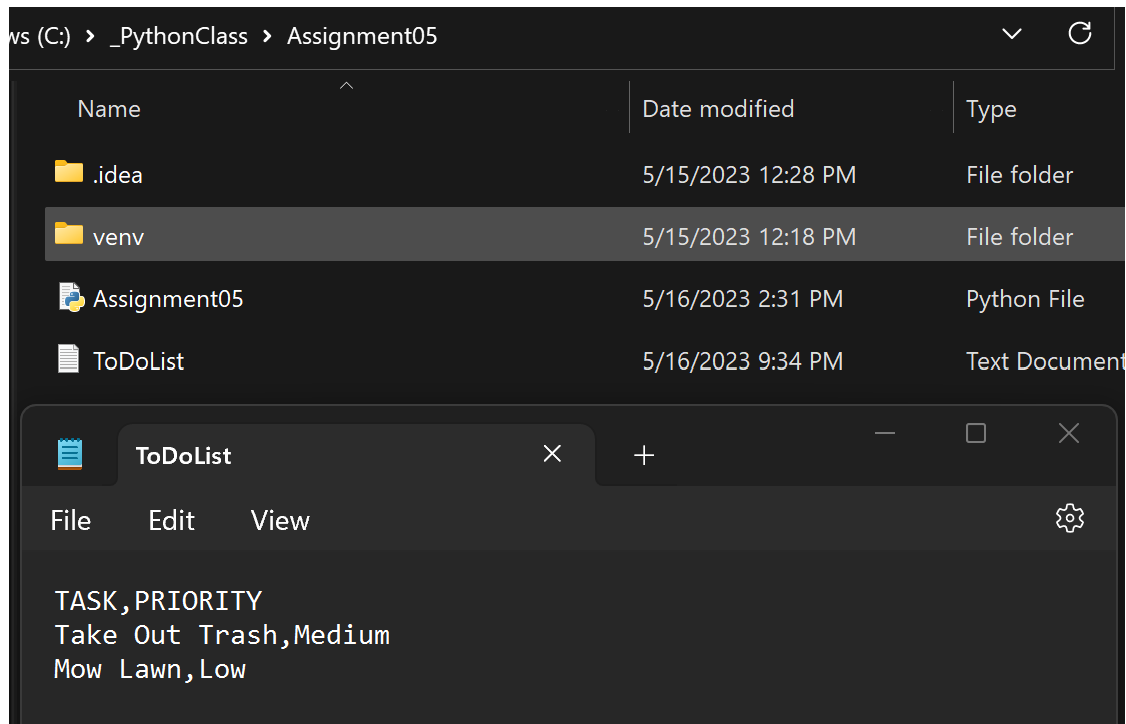 ws (C:) > _PythonClass > Assignment05
Name Date modified Type
.idea 5/15/2023 12:28 PM File folder
venv 5/15/2023 12:18 PM File folder
Assignment05 5/16/2023 2:31 PM Python File
ToDoList 5/16/2023 9:34 PM Text Document
ToDoList
File Edit View
TASK,PRIORITY
Take Out Trash,Medium
Mow Lawn,Low